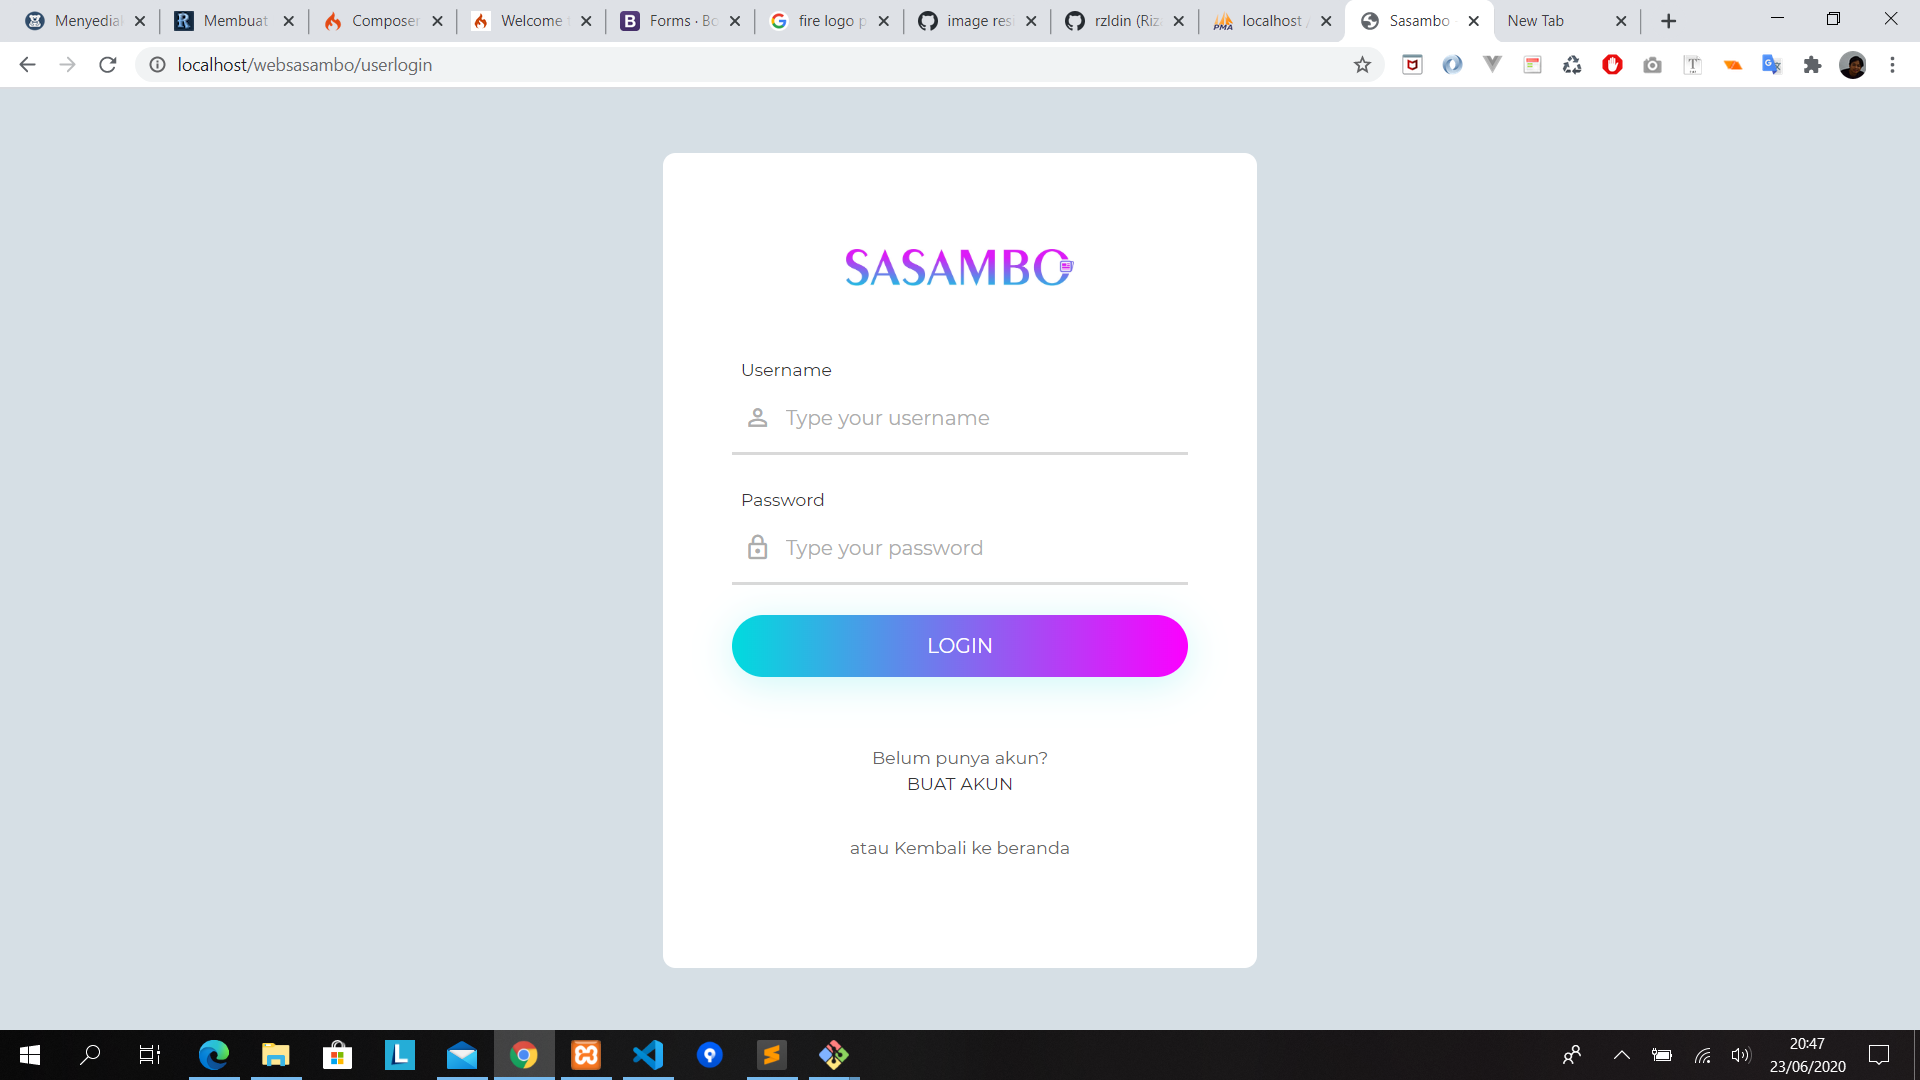 Menyedial
Membuat
Composer
Welcome t
Forms · Bo
fire logo p
image resi
rzldin (Riz
localhost /
Sasambo
New Tab
localhost/websasambo/userlogin
SASAMBO
Username
Type your username
Password
Type your password
LOGIN
Belum punya akun?
BUAT AKUN
atau Kembali ke beranda
20:47
23/06/2020